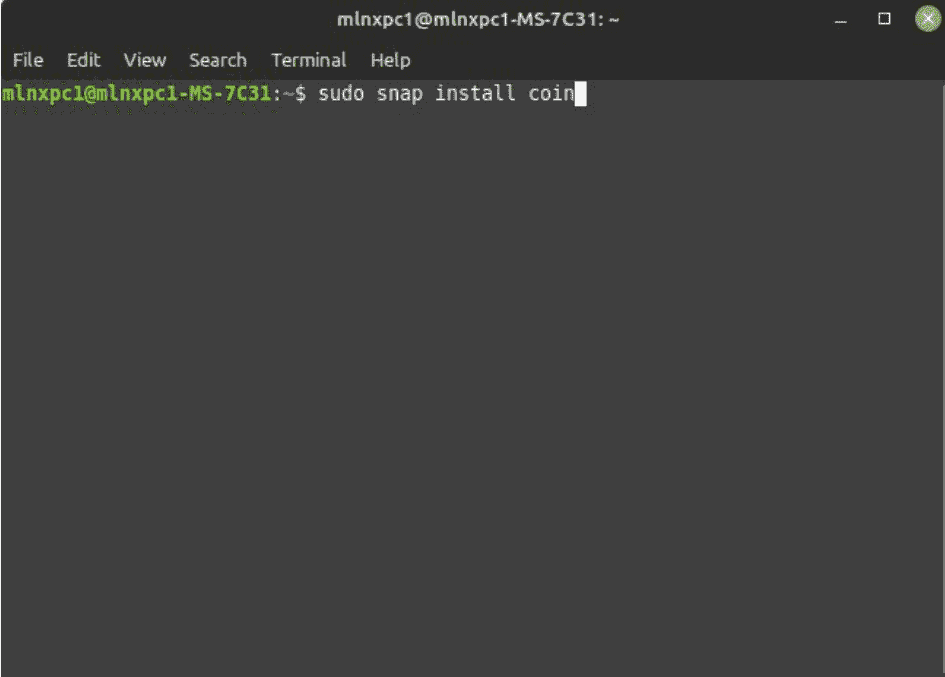 mlnxpc1@mlnxpc1-MS-7C31: ~
File Edit View Search Terminal Help
mlnxpc1@mlnxpc1-MS-7C31:~$ sudo snap install coin